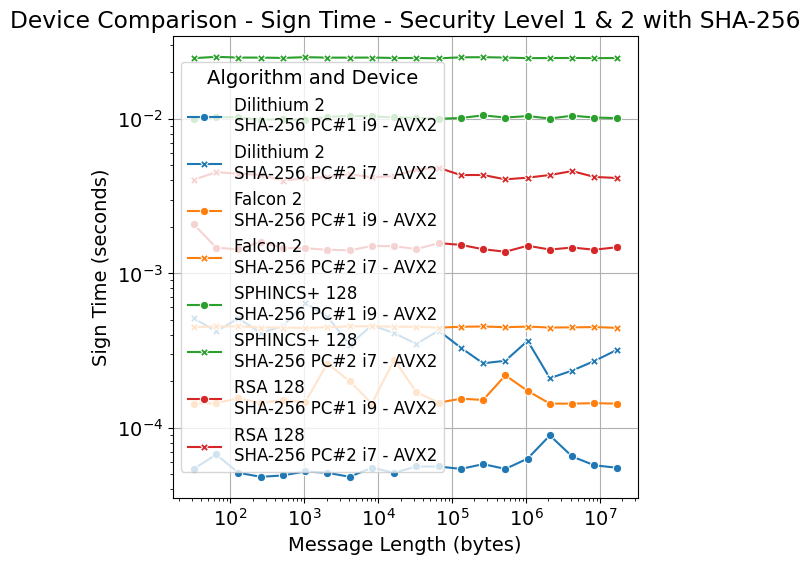 Device Comparison - Sign Time - Security Level 1 & 2 with SHA-256
Algorithm and Device
Dilithium 2
SHA-256 PC#1 i9 - AVX2
Dilithium 2
SHA-256 PC#2 i7 - AVX2
Falcon 2
SHA-256 PC#1 i9 - AVX2
Falcon 2
SHA-256 PC#2 i7 - AVX2
SPHINCS+ 128
SHA-256 PC#1 i9 - AVX2
SPHINCS+ 128
SHA-256 PC#2 i7 - AVX2
RSA 128
SHA-256 PC#1 i9 - AVX2
RSA 128
SHA-256 PC#2 i7 - AVX2
Sign Time (seconds)
10⁻²
10⁻³
10⁻⁴
10² 10³ 10⁴ 10⁵ 10⁶ 10⁷
Message Length (bytes)